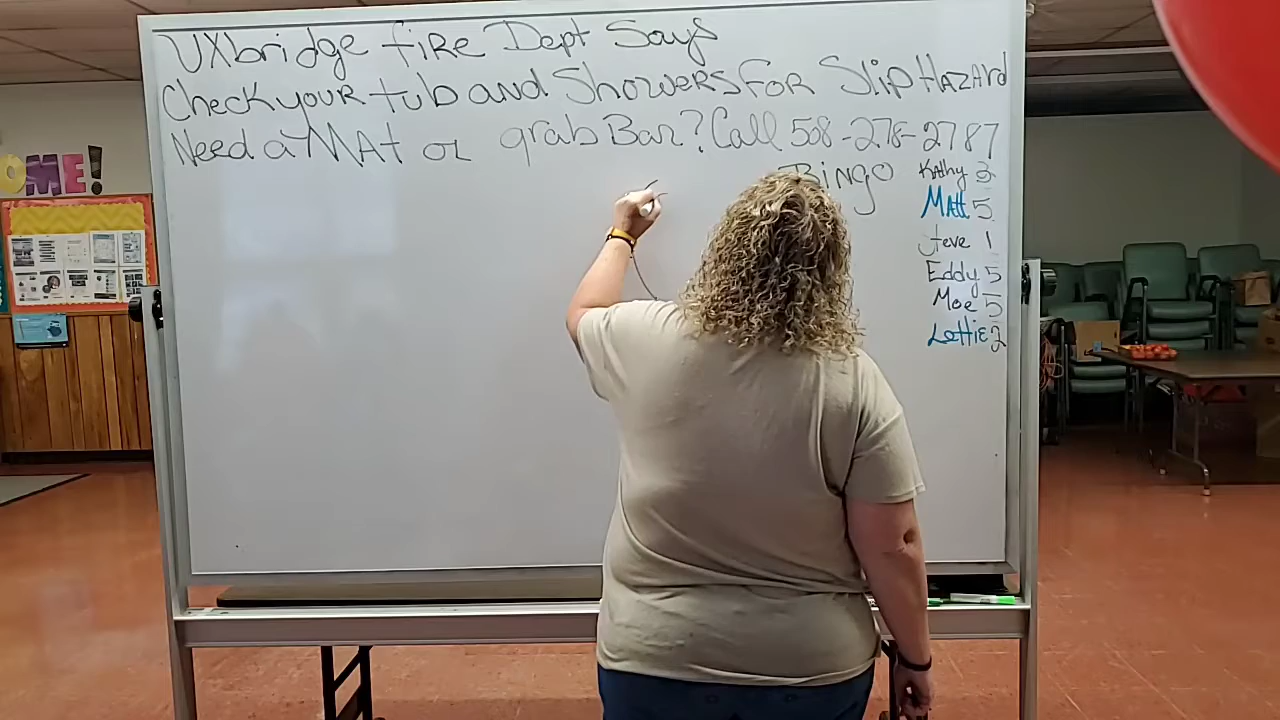 UXbridge fire Dept Says
Check your tub and Showers For Slip Hazard
Need a MAt or grab Bar? Call 508-278-2787
Bingo
Kathy 3
Matt 5
Steve 1
Eddy 5
Moe 5
Lottie 2
OME!